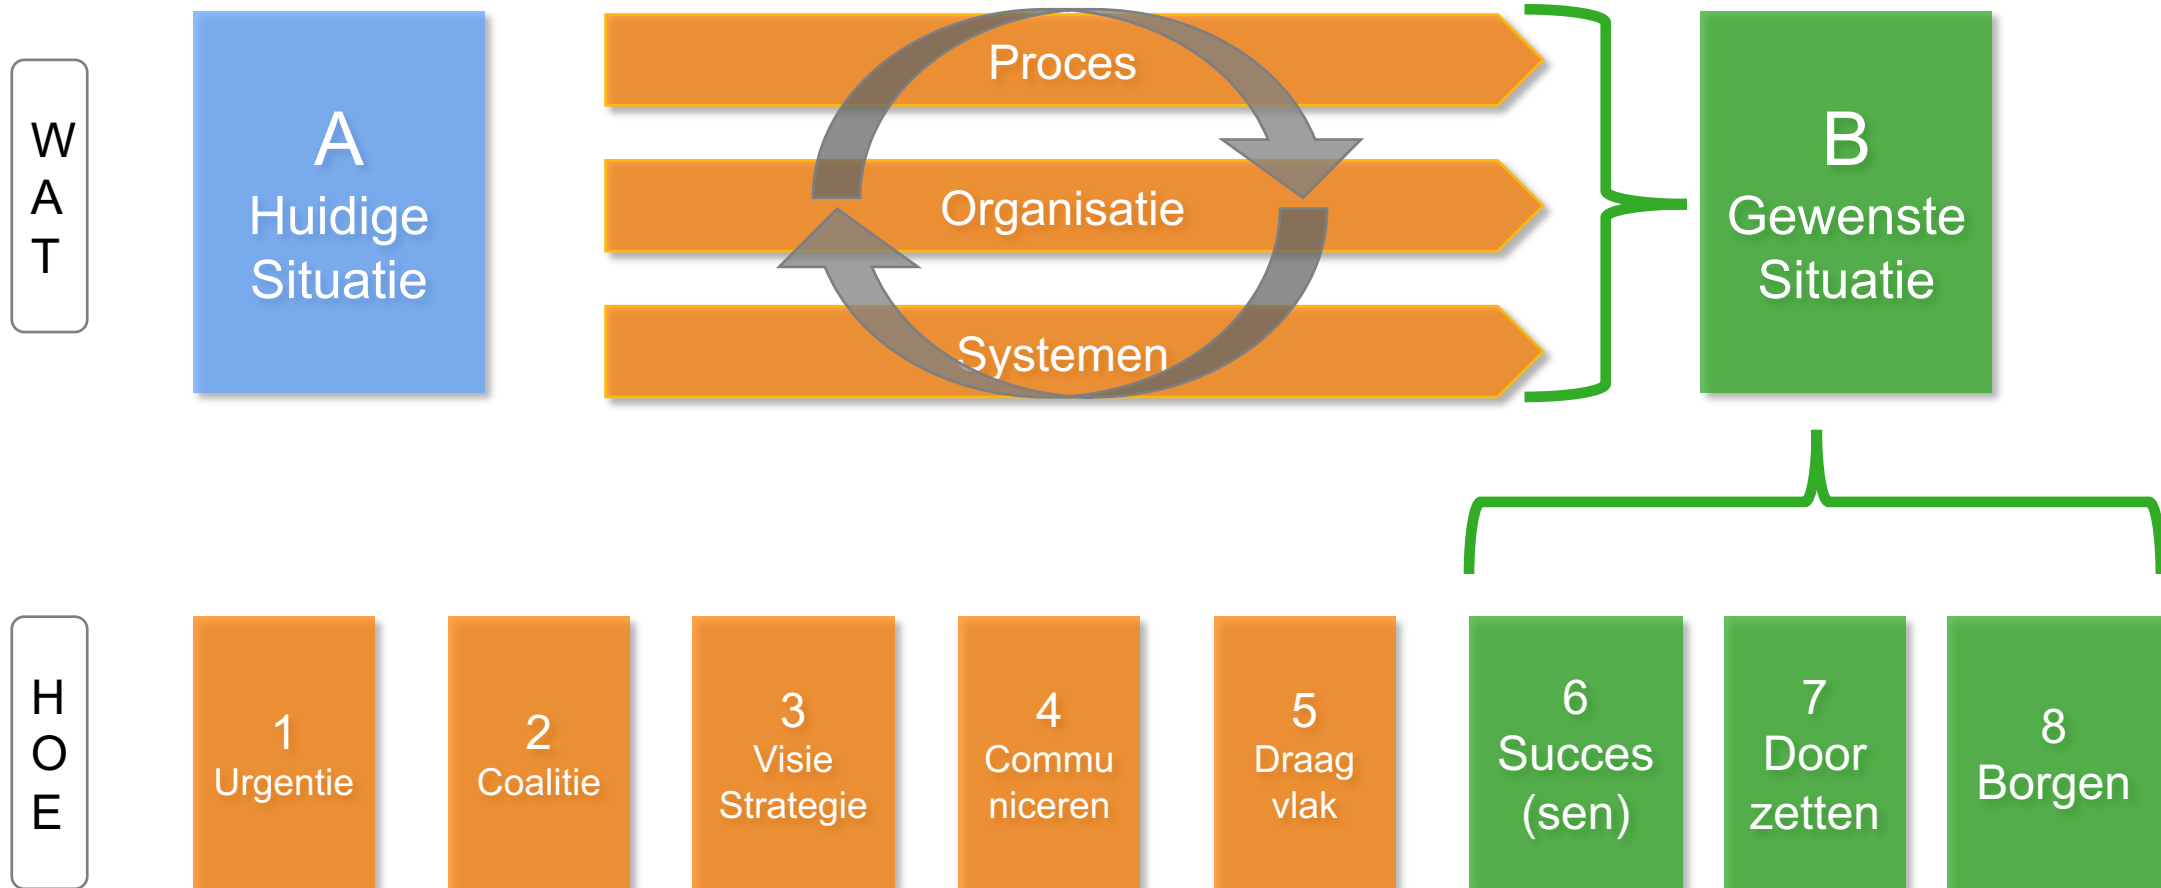 W
A
T
A
Huidige
Situatie
Proces
Organisatie
Systemen
B
Gewenste
Situatie
H
O
E
1
Urgentie
2
Coalitie
3
Visie
Strategie
4
Commu
niceren
5
Draag
vlak
6
Succes
(sen)
7
Door
zetten
8
Borgen